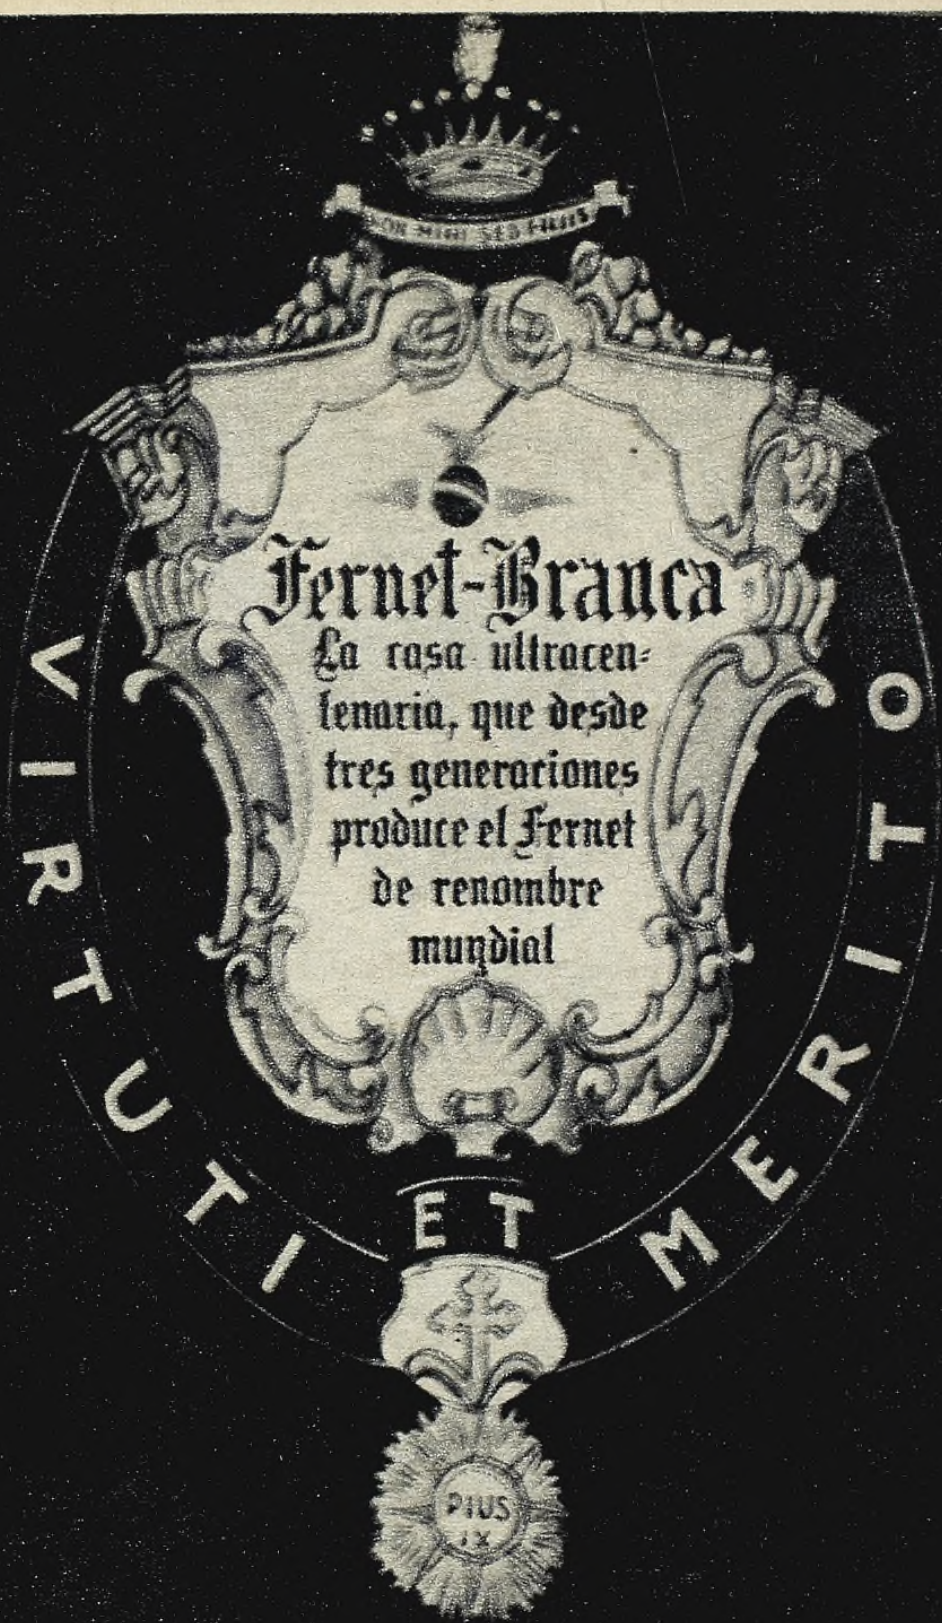 SED
Fernet-Branca
La casa ultracen-
tenaria, que desde
tres generaciones
produce el Fernet
de renombre
mundial
VIRTUTI ET MERITO
PIUS
IX